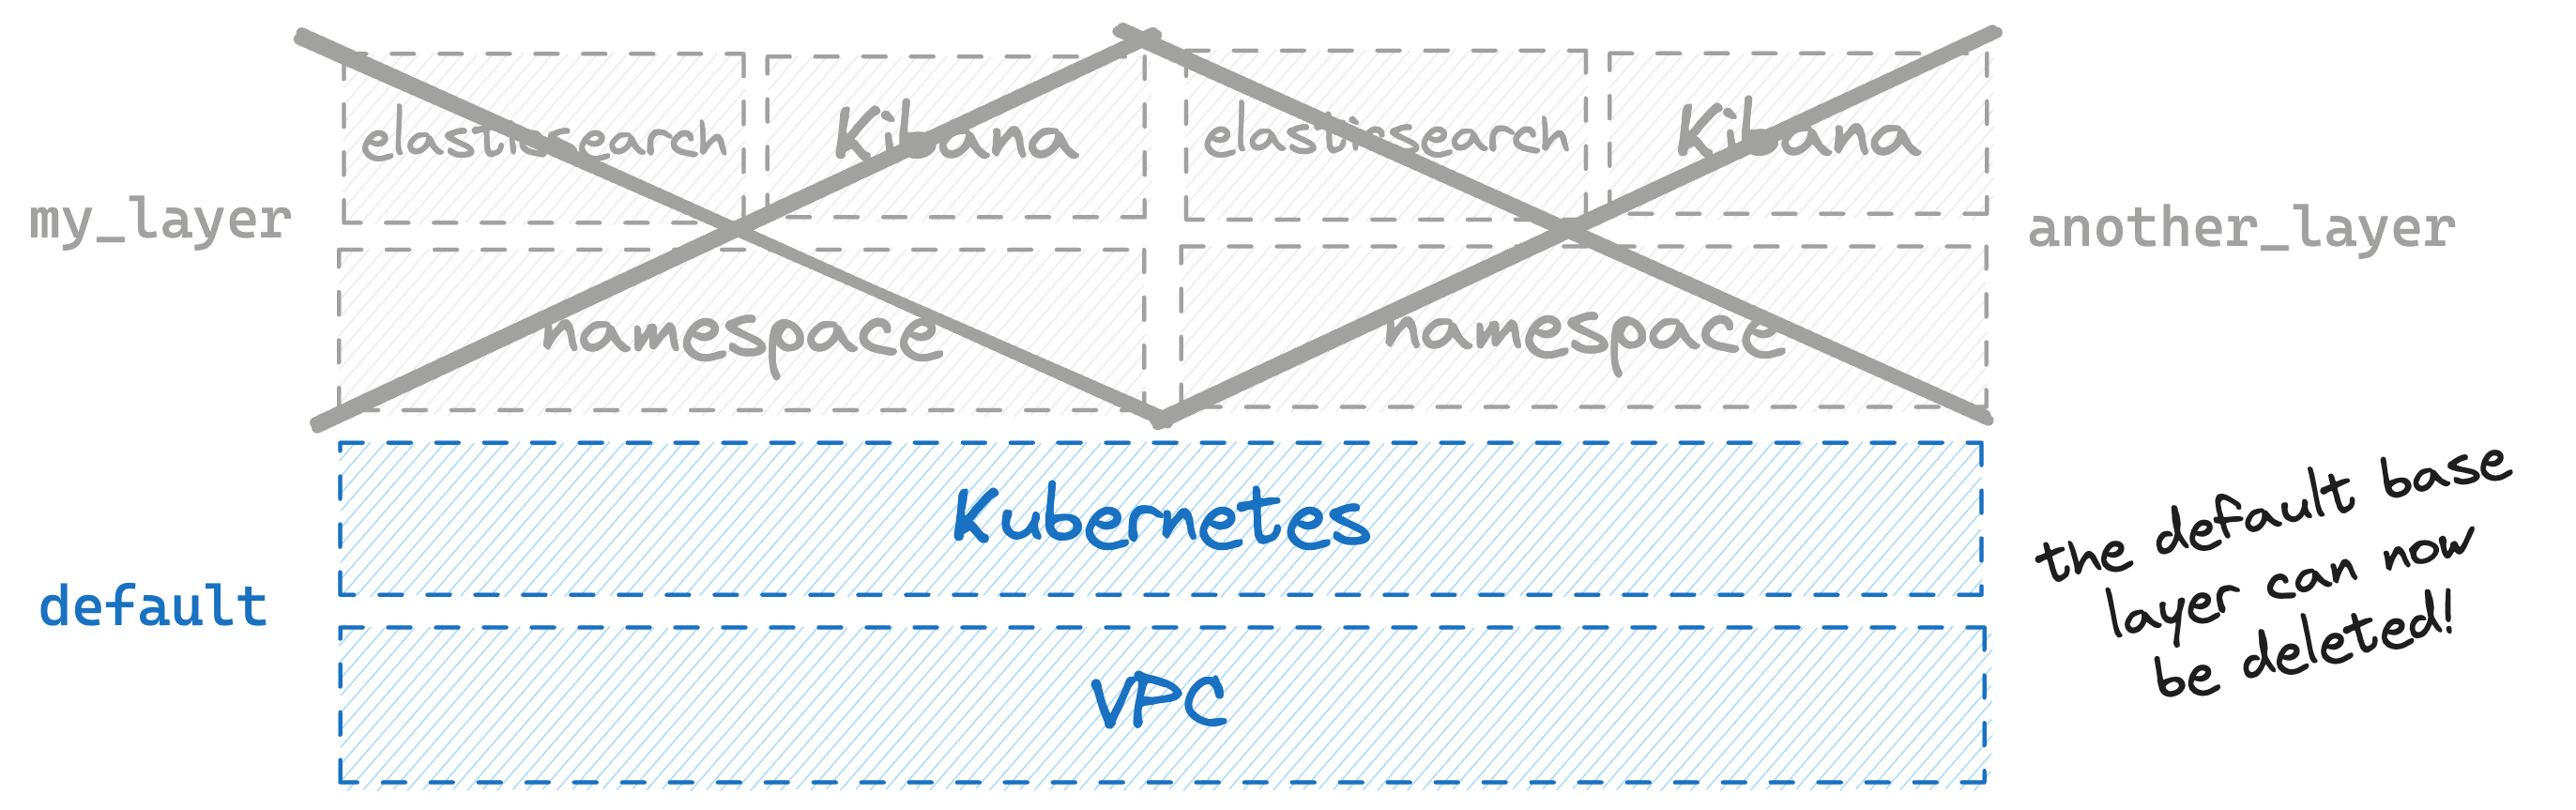 elasticsearch
Kibana
elasticsearch
Kibana
my_layer
another_layer
namespace
namespace
Kubernetes
default
VPC
the default base
layer can now
be deleted!